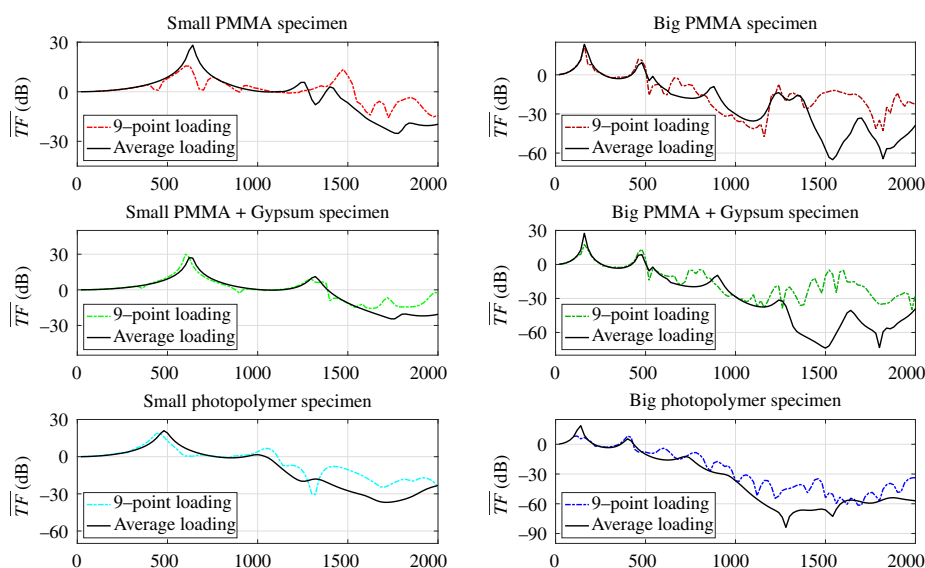 Small PMMA specimen
30
0
−30
TF (dB)
9–point loading
Average loading
0 500 1000 1500 2000
Big PMMA specimen
0
−30
−60
TF (dB)
9–point loading
Average loading
0 500 1000 1500 2000
Small PMMA + Gypsum specimen
30
0
−30
TF (dB)
9–point loading
Average loading
0 500 1000 1500 2000
Big PMMA + Gypsum specimen
30
0
−30
−60
TF (dB)
9–point loading
Average loading
0 500 1000 1500 2000
Small photopolymer specimen
30
0
−30
−60
TF (dB)
9–point loading
Average loading
0 500 1000 1500 2000
Big photopolymer specimen
0
−30
−60
−90
TF (dB)
9–point loading
Average loading
0 500 1000 1500 2000